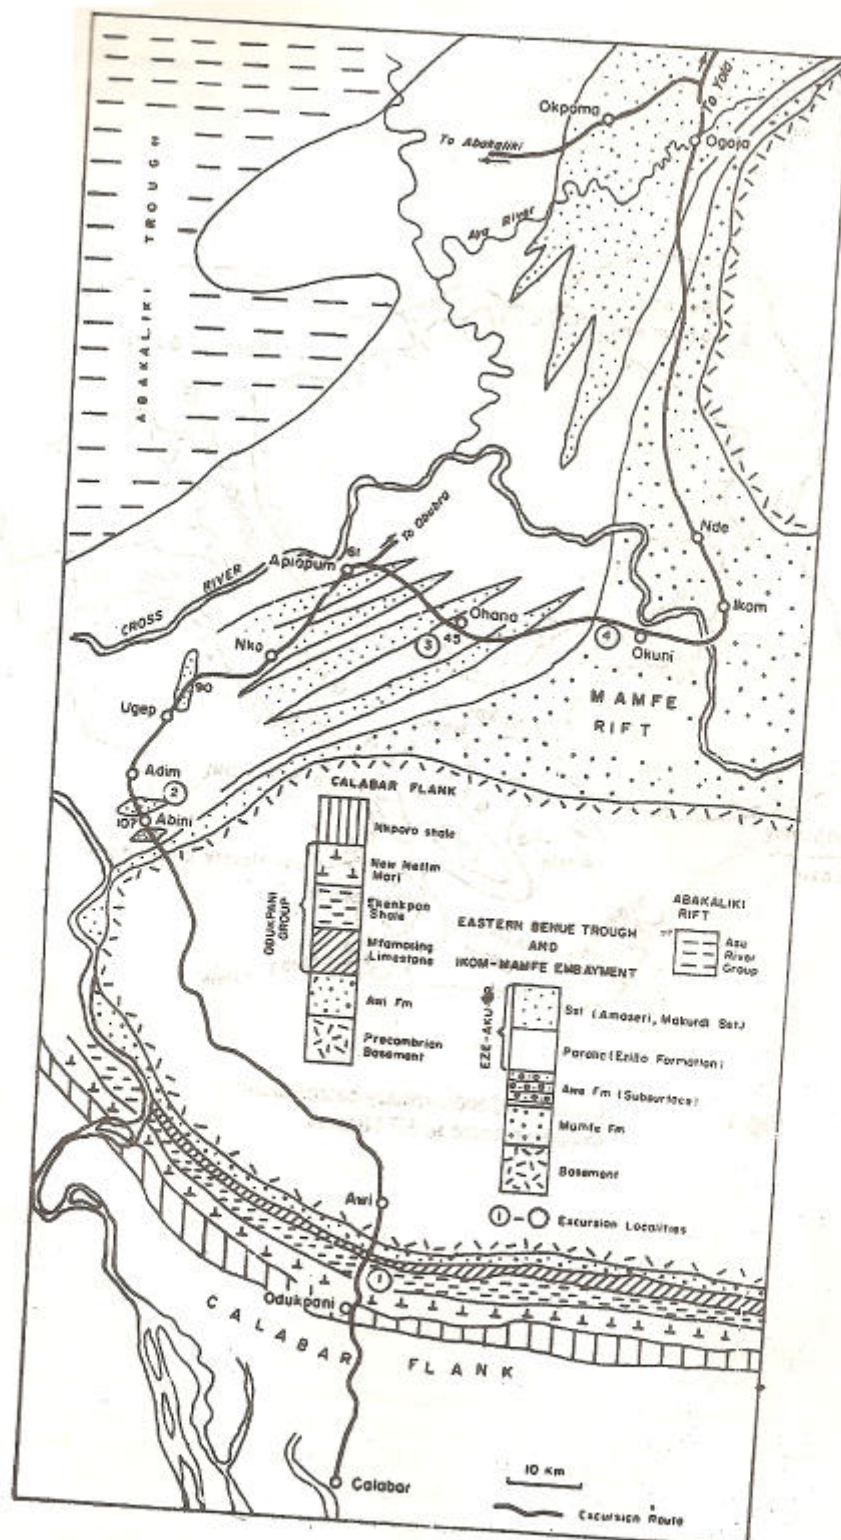 To Yola
Okpoma
To Abakaliki
Ogoja
Aya River
ABAKALIKI TROUGH
To Obubra
Apiapum
61
CROSS RIVER
Nde
Ikom
Ohana
45
3
4
Okuni
Nko
90
Ugep
MAMFE
RIFT
Adim
2
107
Abini
CALABAR FLANK
Nkporo shale
ODUKPANI
GROUP
New Netim
Marl
Ekenkpon
Shale
Mfamosing
Limestone
Awi Fm
Precambrian
Basement
ABAKALIKI
RIFT
Asu
River
Group
EASTERN BENUE TROUGH
AND
IKOM-MAMFE EMBAYMENT
EZE-AKU
Sst (Amaseri, Makurdi Sst.)
(Formation)
Awe Fm (Subsurface)
Mamfe Fm
Basement
1 - Excursion Localities
Awi
1
Odukpani
CALABAR FLANK
Calabar
10 Km
Excursion Route